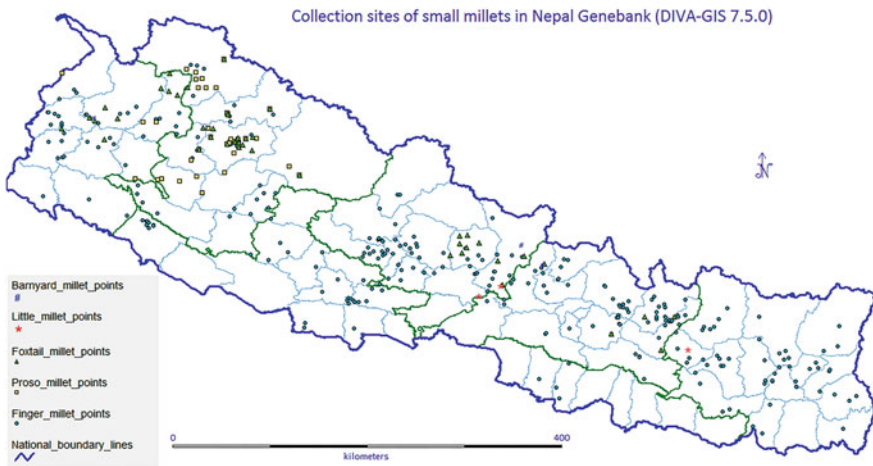 Collection sites of small millets in Nepal Genebank (DIVA-GIS 7.5.0)
N
Barnyard_millet_points
Little_millet_points
Foxtail_millet_points
Proso_millet_points
Finger_millet_points
National_boundary_lines
0 400
kilometers